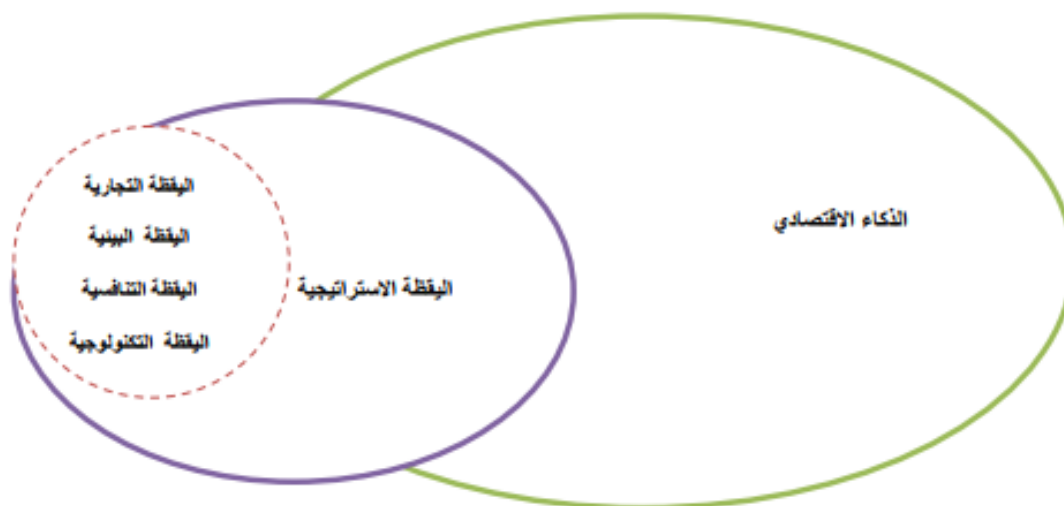 اليقظة التجارية
اليقظة البيئية
اليقظة التنافسية
اليقظة التكنولوجية
اليقظة الاستراتيجية
الذكاء الاقتصادي